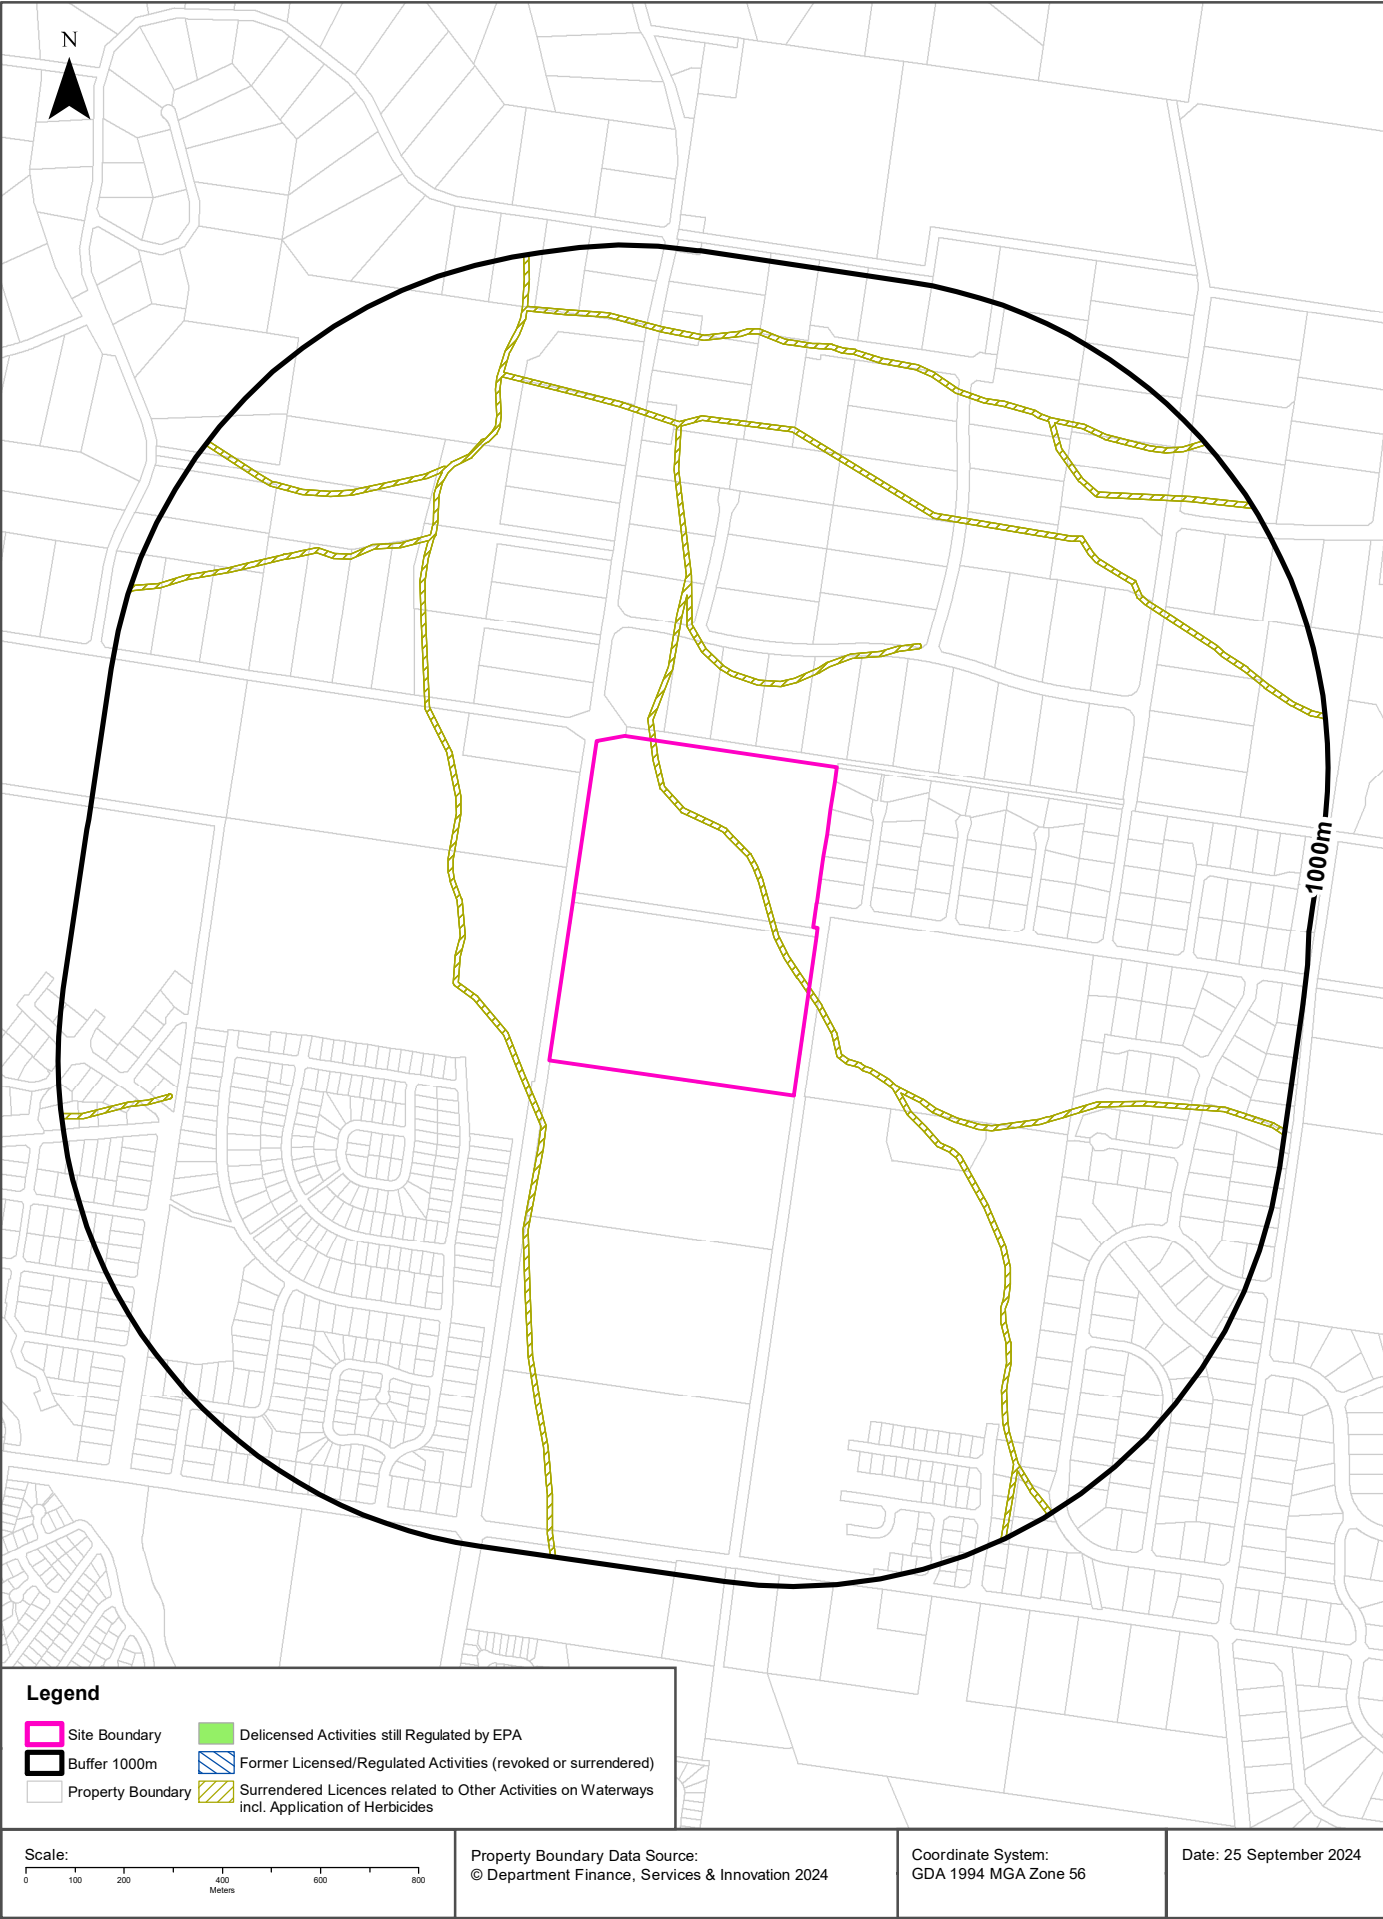 N
1000m
Legend
Site Boundary
Buffer 1000m
Property Boundary
Delicensed Activities still Regulated by EPA
Former Licensed/Regulated Activities (revoked or surrendered)
Surrendered Licences related to Other Activities on Waterways
incl. Application of Herbicides
Scale:
0 100 200 400 600 800
Meters
Property Boundary Data Source:
© Department Finance, Services & Innovation 2024
Coordinate System:
GDA 1994 MGA Zone 56
Date: 25 September 2024